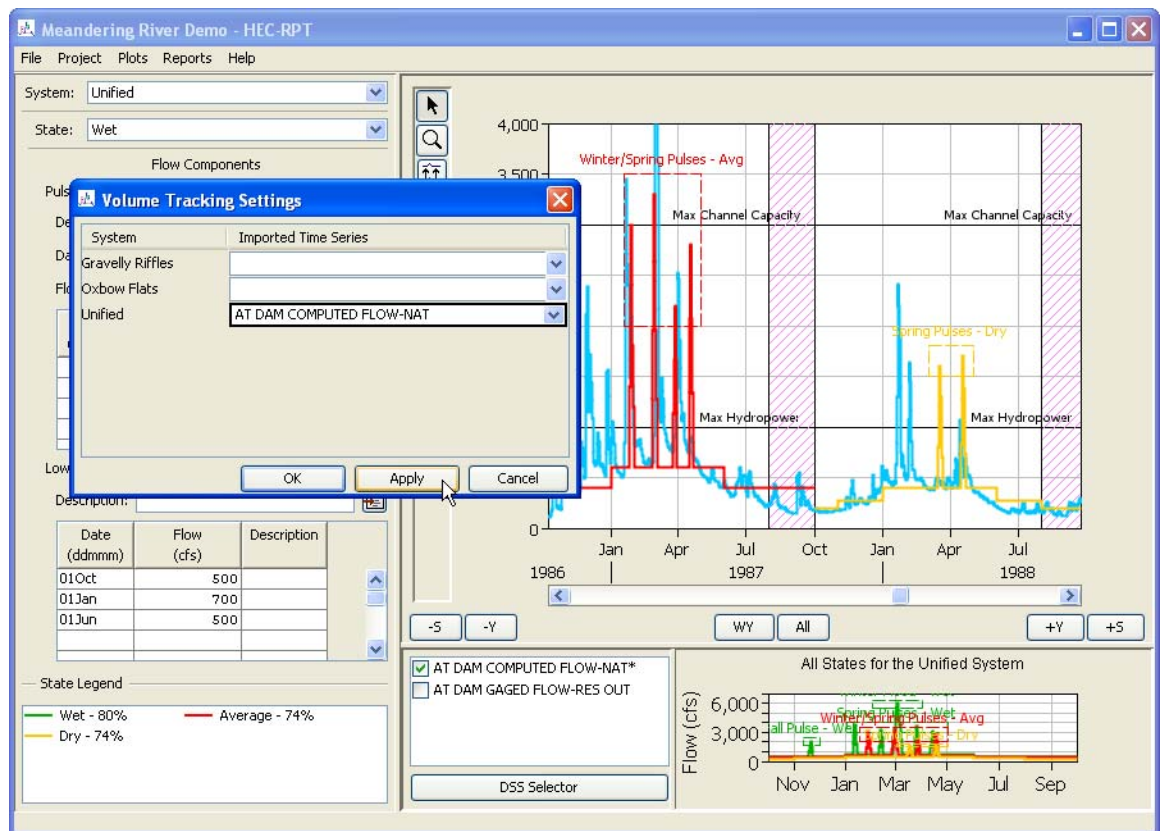 Meandering River Demo - HEC-RPT
File Project Plots Reports Help
System: Unified
State: Wet
Flow Components
Volume Tracking Settings
System Imported Time Series
Gravelly Riffles
Oxbow Flats
Unified AT DAM COMPUTED FLOW-NAT
OK Apply Cancel
Description:
Date Flow Description
(ddmmm) (cfs)
01Oct 500
01Jan 700
01Jun 500
State Legend
Wet - 80% Average - 74%
Dry - 74%
4,000
3,500
Winter/Spring Pulses - Avg
Max Channel Capacity Max Channel Capacity
Spring Pulses - Dry
Max Hydropower Max Hydropower
0
Jan Apr Jul Oct Jan Apr Jul
1986 1987 1988
-S -Y WY All +Y +S
AT DAM COMPUTED FLOW-NAT*
AT DAM GAGED FLOW-RES OUT
DSS Selector
All States for the Unified System
Flow (cfs)
6,000
3,000
0
Spring Pulses - Wet
Winter/Spring Pulses - Avg
all Pulse - Wet
Nov Jan Mar May Jul Sep